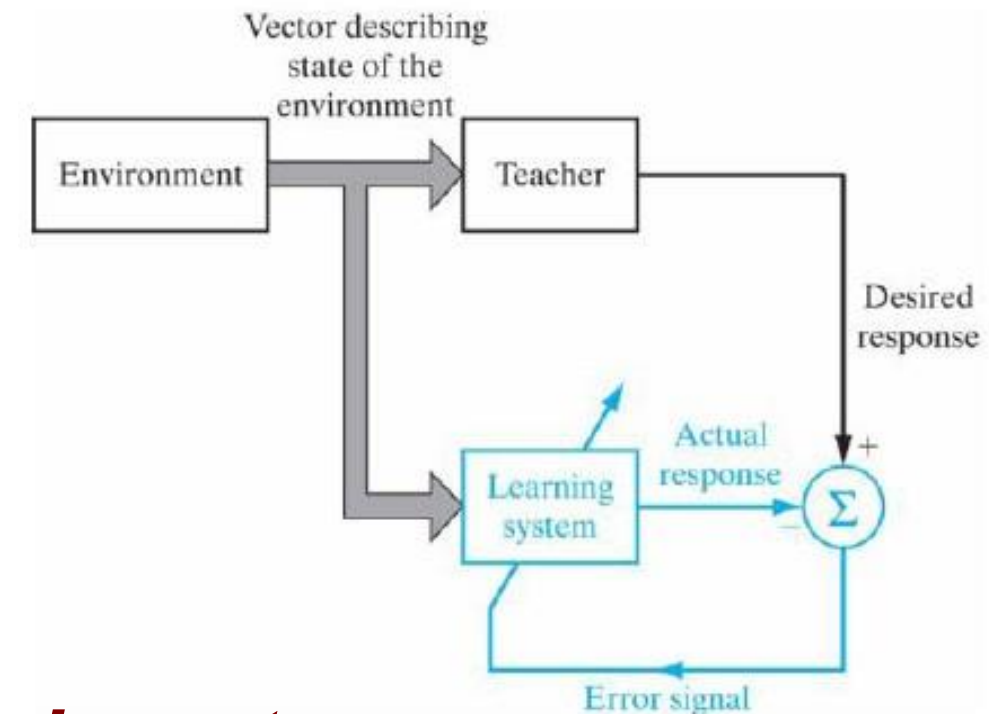 Vector describing
state of the
environment
Environment
Teacher
Desired
response
+
Actual
response
Learning
system
−
Σ
Error signal